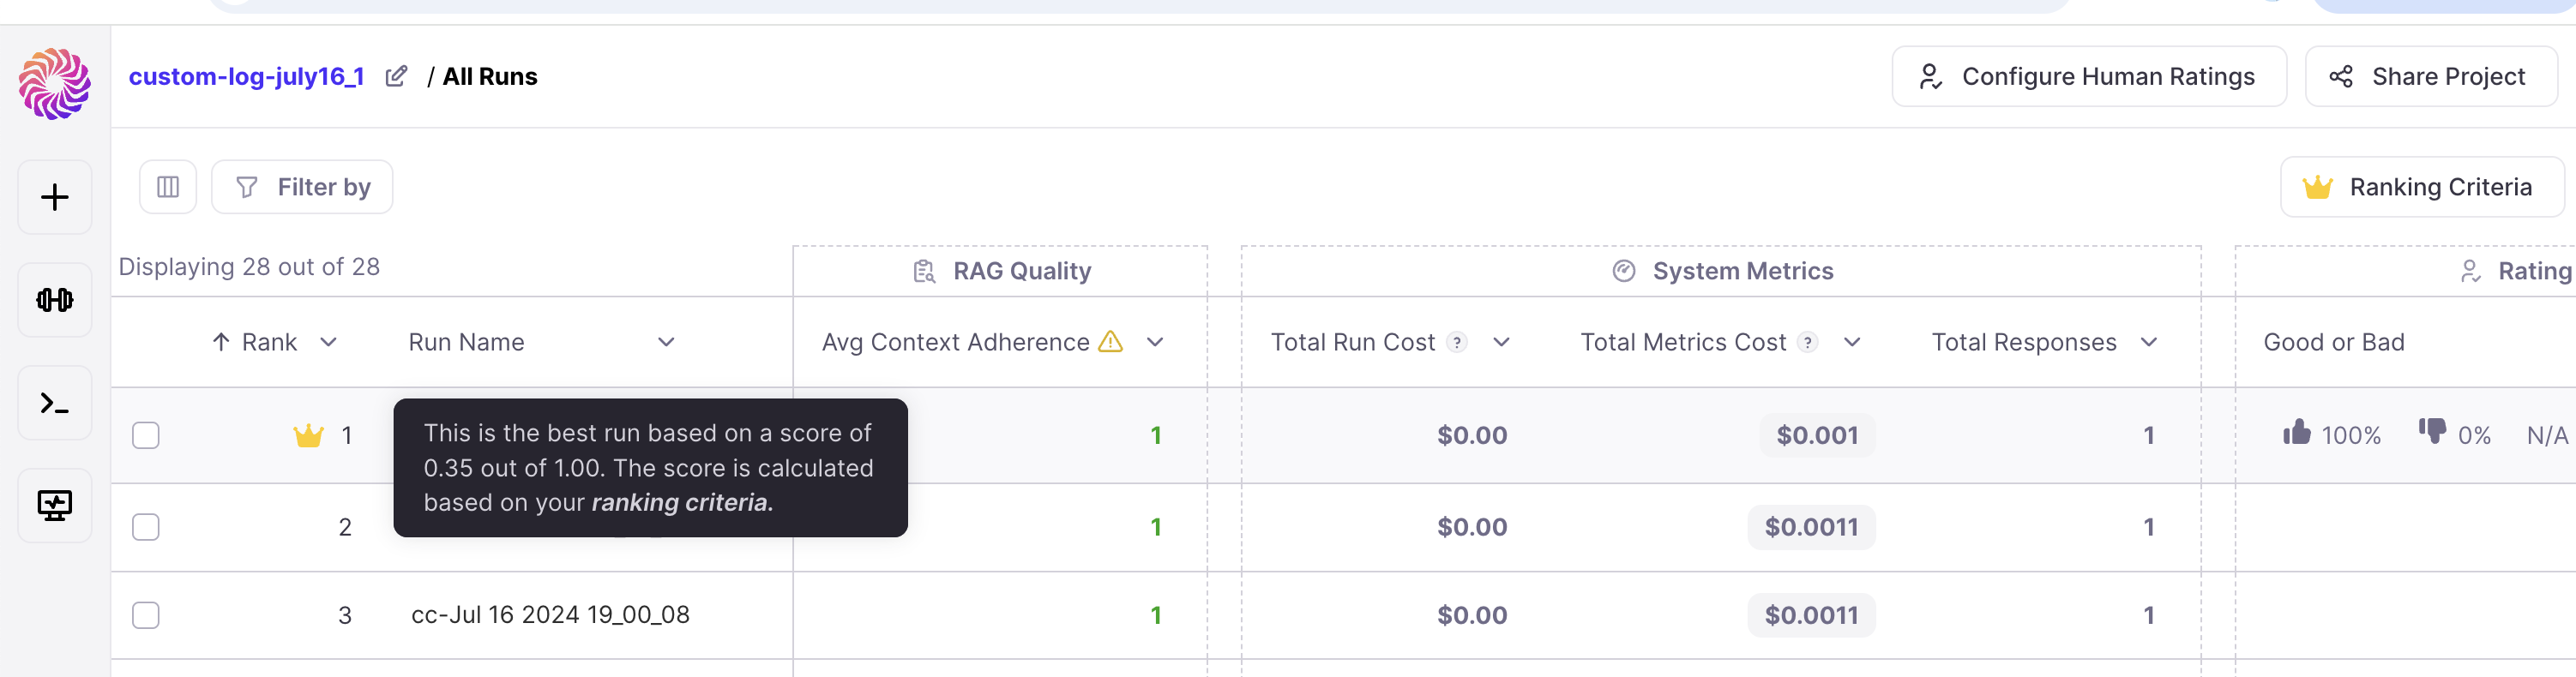 custom-log-july16_1 / All Runs
Configure Human Ratings
Share Project
Filter by
Ranking Criteria
Displaying 28 out of 28
RAG Quality
System Metrics
Rating
Rank
Run Name
Avg Context Adherence
Total Run Cost ?
Total Metrics Cost ?
Total Responses
Good or Bad
1
This is the best run based on a score of
0.35 out of 1.00. The score is calculated
based on your ranking criteria.
1
$0.00
$0.001
1
100%
0%
N/A
2
1
$0.00
$0.0011
1
3
cc-Jul 16 2024 19_00_08
1
$0.00
$0.0011
1